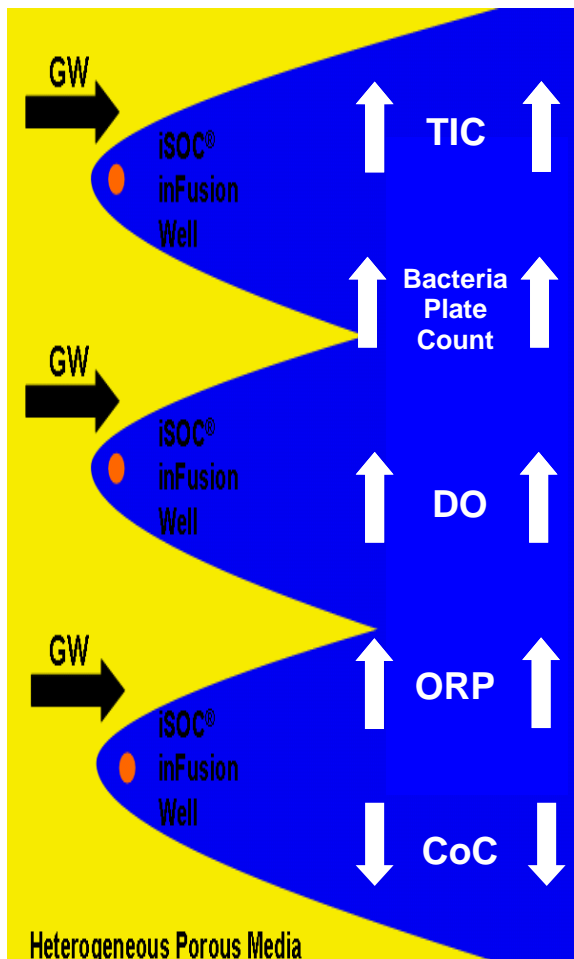 GW
iSOC®
inFusion
Well
TIC
Bacteria
Plate
Count
GW
iSOC®
inFusion
Well
DO
GW
iSOC®
inFusion
Well
ORP
CoC
Heterogeneous Porous Media